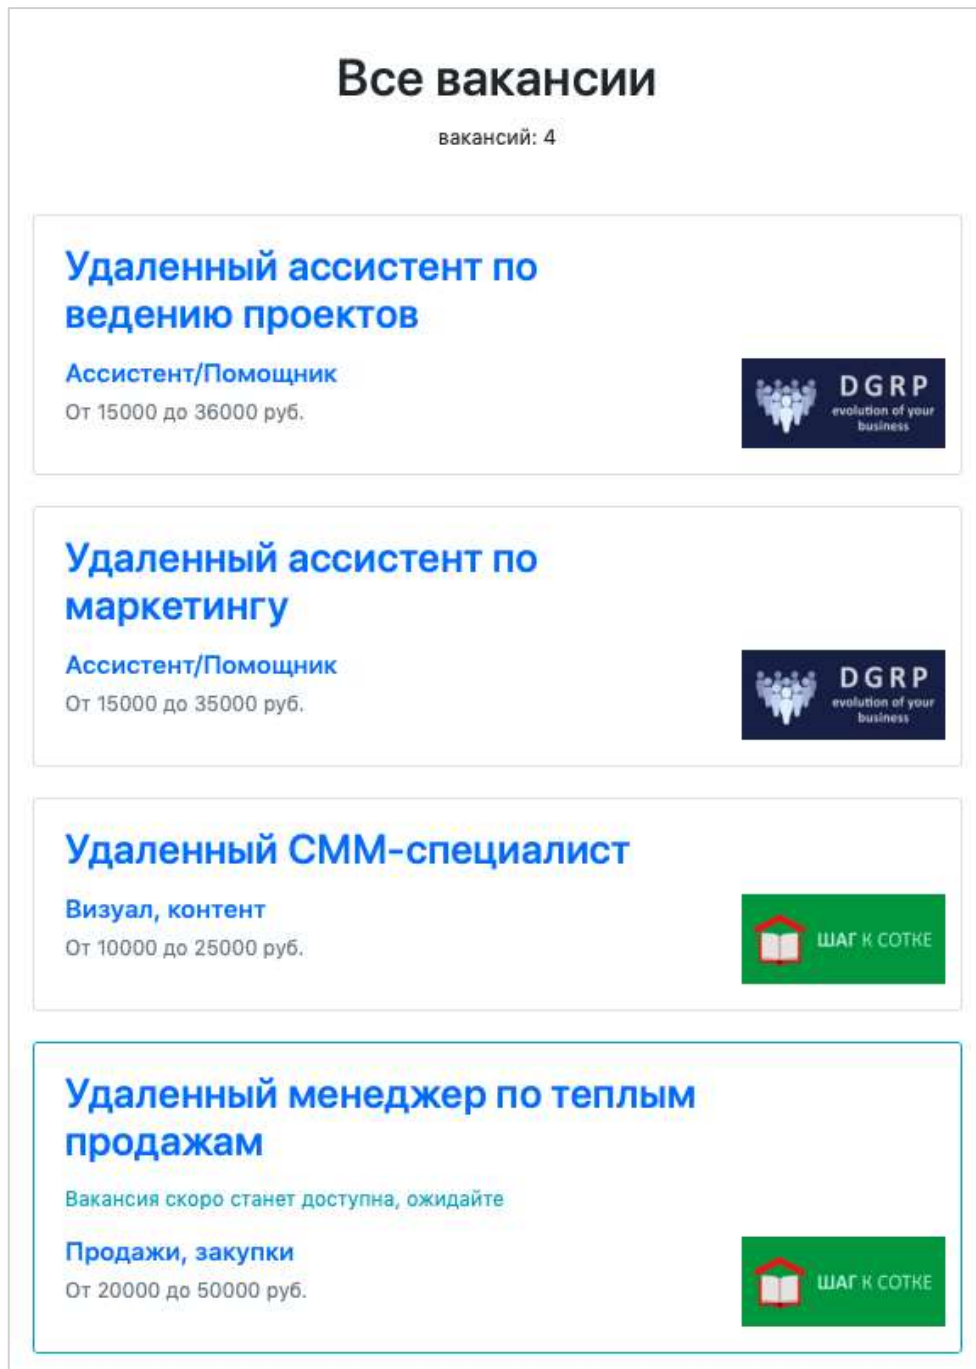 Все вакансии
вакансий: 4
Удаленный ассистент по
ведению проектов
Ассистент/Помощник
От 15000 до 36000 руб.
DGRP
evolution of your
business
Удаленный ассистент по
маркетингу
Ассистент/Помощник
От 15000 до 35000 руб.
DGRP
evolution of your
business
Удаленный СММ-специалист
Визуал, контент
От 10000 до 25000 руб.
ШАГ К СОТКЕ
Удаленный менеджер по теплым
продажам
Вакансия скоро станет доступна, ожидайте
Продажи, закупки
От 20000 до 50000 руб.
ШАГ К СОТКЕ